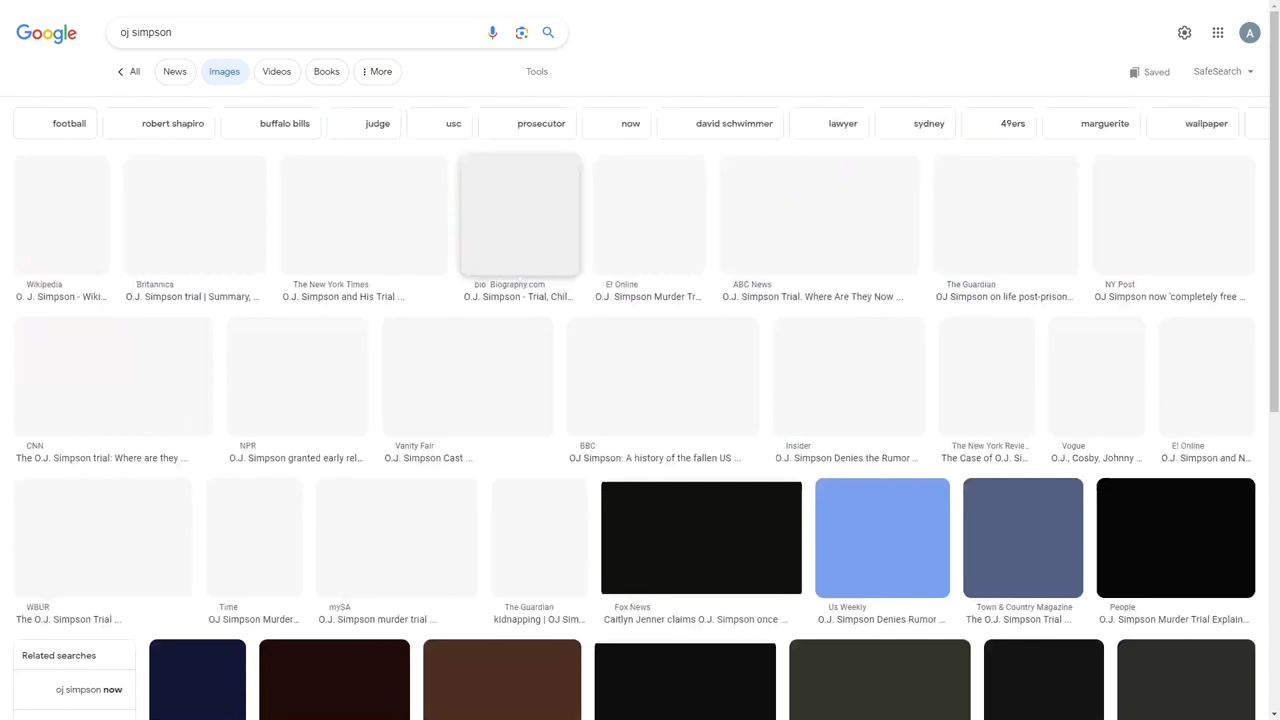 Google
oj simpson
A
All
News
Images
Videos
Books
More
Tools
Saved
SafeSearch
football
robert shapiro
buffalo bills
judge
usc
prosecutor
now
david schwimmer
lawyer
sydney
49ers
marguerite
wallpaper
Wikipedia
O. J. Simpson - Wiki...
Britannica
O.J. Simpson trial | Summary, ...
The New York Times
O.J. Simpson and His Trial ...
bio Biography.com
O.J. Simpson - Trial, Chil...
E! Online
O.J. Simpson Murder Tr...
ABC News
O.J. Simpson Trial. Where Are They Now ...
The Guardian
OJ Simpson on life post-prison...
NY Post
OJ Simpson now 'completely free ...
CNN
The O.J. Simpson trial: Where are they ...
NPR
O.J. Simpson granted early rel...
Vanity Fair
O.J. Simpson Cast ...
BBC
OJ Simpson: A history of the fallen US ...
Insider
O.J. Simpson Denies the Rumor ...
The New York Revie...
The Case of O.J. Si...
Vogue
O.J., Cosby, Johnny ...
E! Online
O.J. Simpson and N...
WBUR
The O.J. Simpson Trial ...
Time
OJ Simpson Murder...
mySA
O.J. Simpson murder trial ...
The Guardian
kidnapping | OJ Sim...
Fox News
Caitlyn Jenner claims O.J. Simpson once ...
Us Weekly
O.J. Simpson Denies Rumor ...
Town & Country Magazine
The O.J. Simpson Trial ...
People
O.J. Simpson Murder Trial Explain...
Related searches
oj simpson now